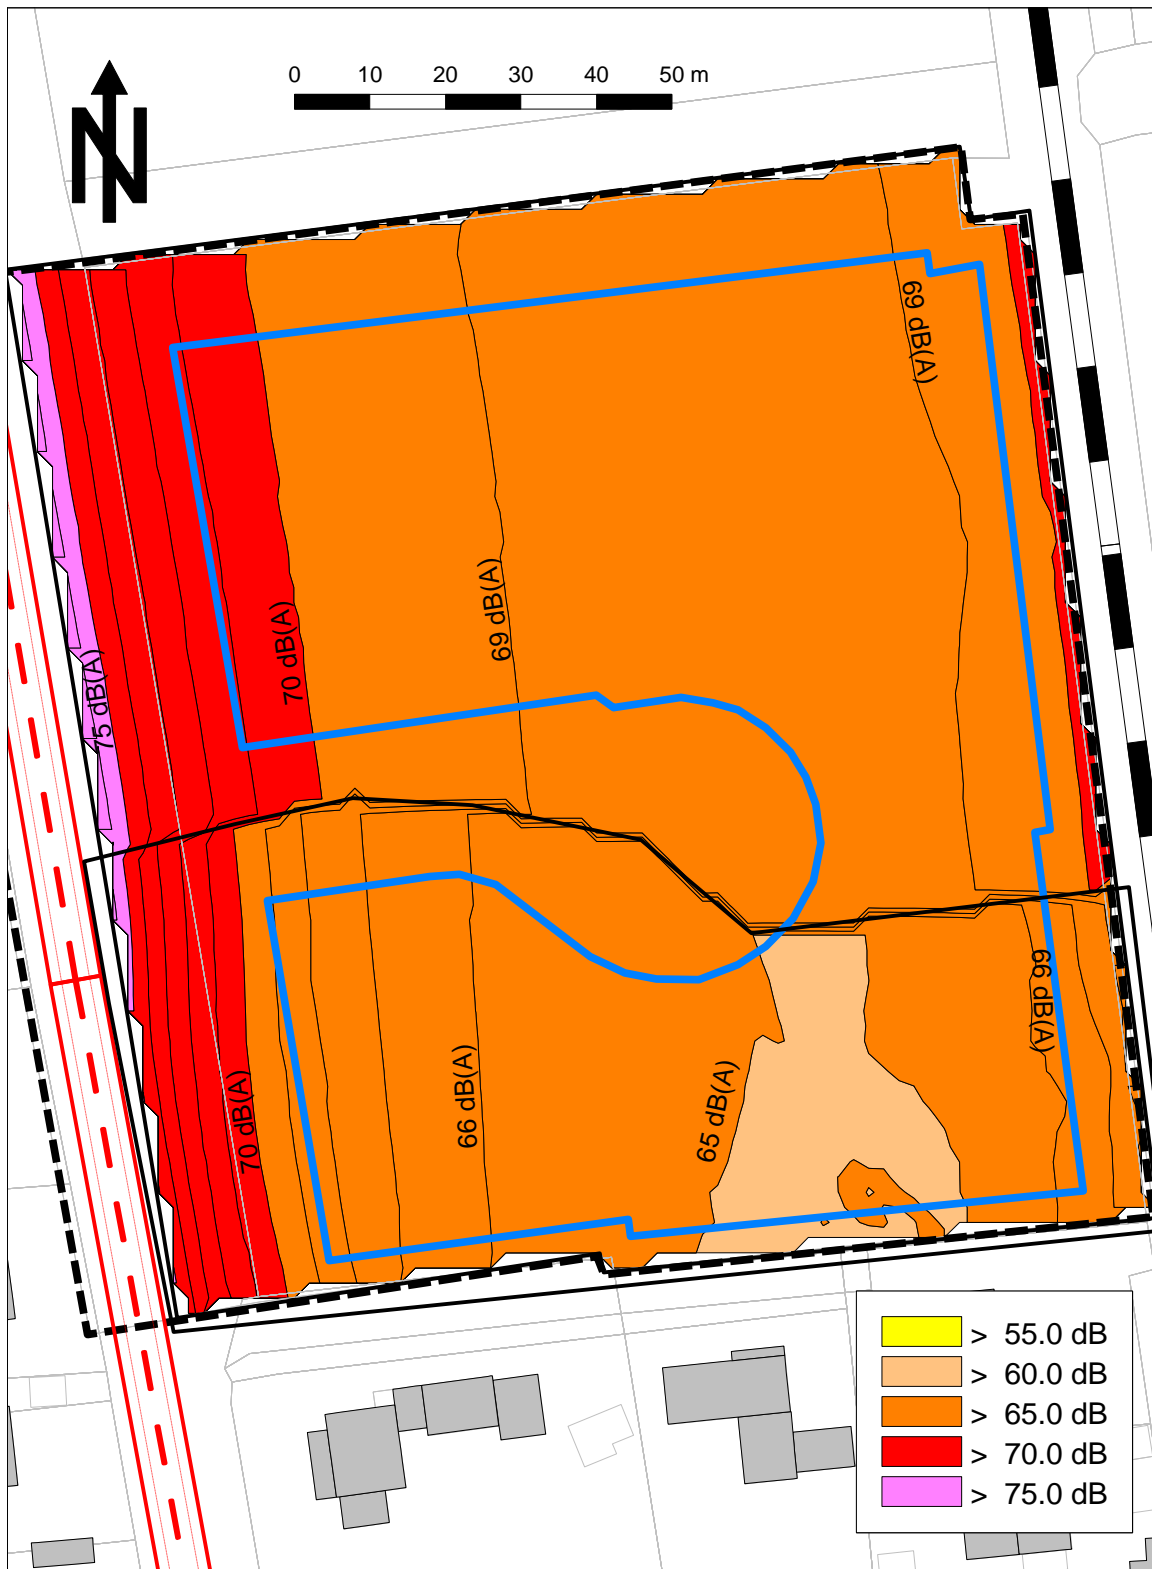 0 10 20 30 40 50 m
N
69 dB(A)
69 dB(A)
70 dB(A)
75 dB(A)
66 dB(A)
66 dB(A)
65 dB(A)
70 dB(A)
> 55.0 dB
> 60.0 dB
> 65.0 dB
> 70.0 dB
> 75.0 dB